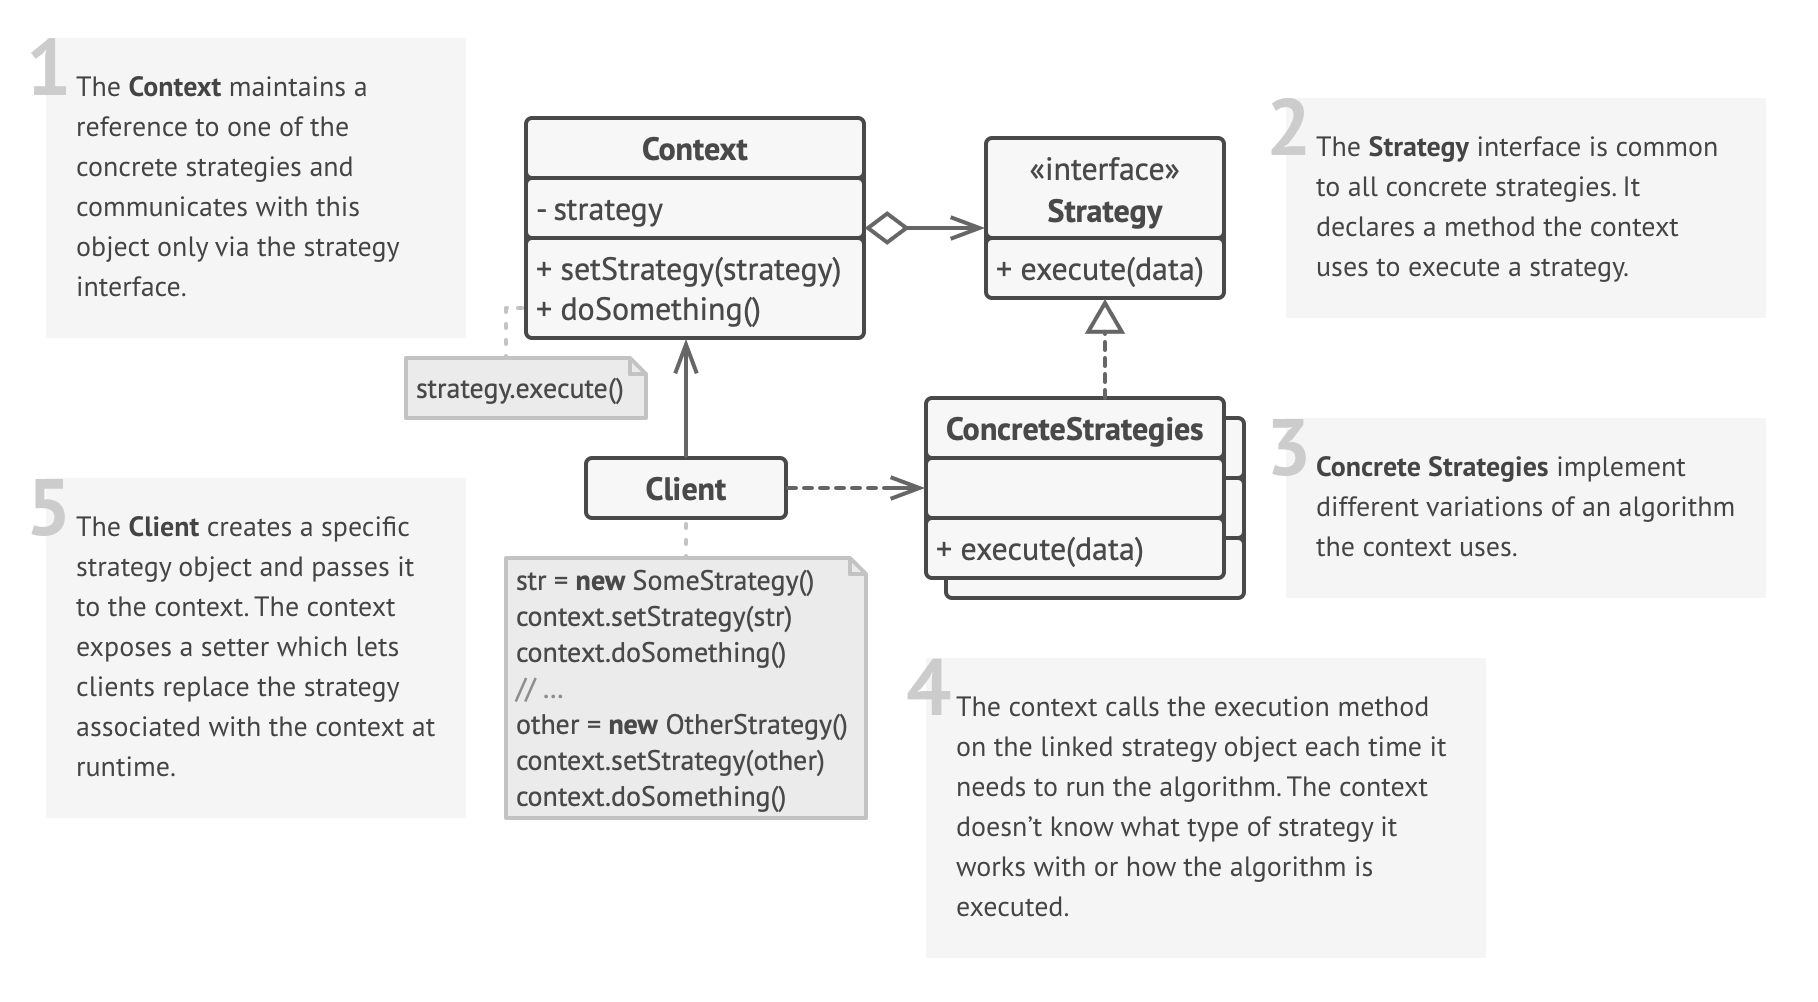 1
The Context maintains a
reference to one of the
concrete strategies and
communicates with this
object only via the strategy
interface.
Context
- strategy
+ setStrategy(strategy)
+ doSomething()
strategy.execute()
«interface»
Strategy
+ execute(data)
2
The Strategy interface is common
to all concrete strategies. It
declares a method the context
uses to execute a strategy.
ConcreteStrategies
+ execute(data)
3
Concrete Strategies implement
different variations of an algorithm
the context uses.
Client
str = new SomeStrategy()
context.setStrategy(str)
context.doSomething()
// ...
other = new OtherStrategy()
context.setStrategy(other)
context.doSomething()
4
The context calls the execution method
on the linked strategy object each time it
needs to run the algorithm. The context
doesn’t know what type of strategy it
works with or how the algorithm is
executed.
5
The Client creates a specific
strategy object and passes it
to the context. The context
exposes a setter which lets
clients replace the strategy
associated with the context at
runtime.